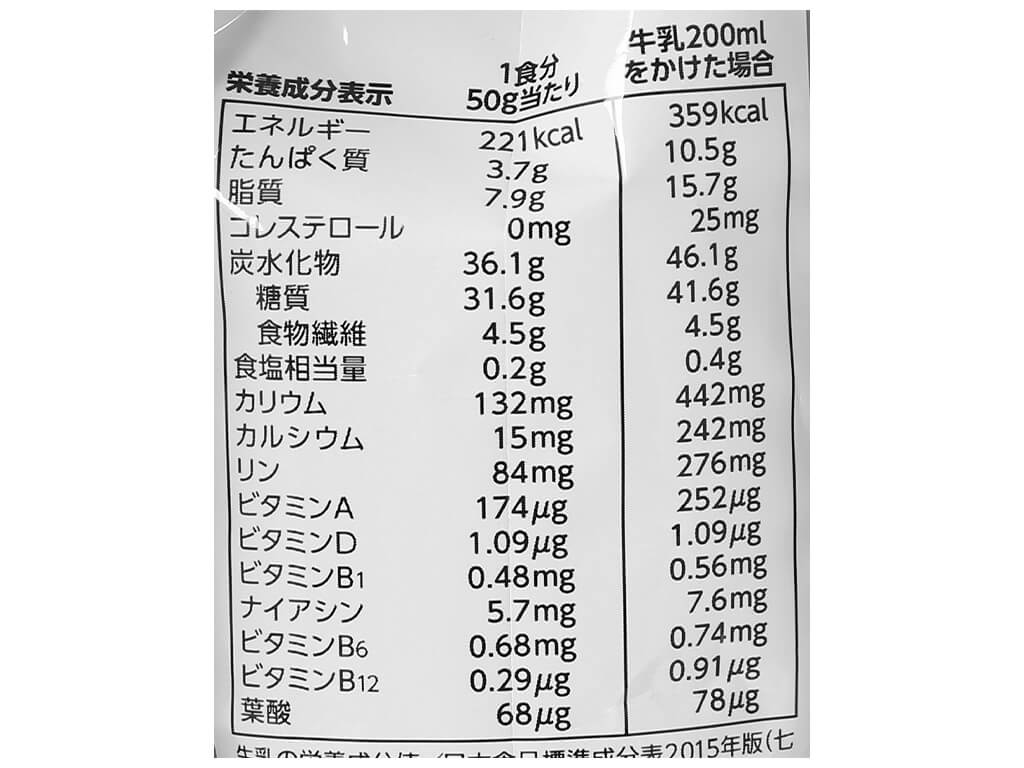 栄養成分表示 1食分50g当たり 牛乳200mlをかけた場合
エネルギー 221kcal 359kcal
たんぱく質 3.7g 10.5g
脂質 7.9g 15.7g
コレステロール 0mg 25mg
炭水化物 36.1g 46.1g
糖質 31.6g 41.6g
食物繊維 4.5g 4.5g
食塩相当量 0.2g 0.4g
カリウム 132mg 442mg
カルシウム 15mg 242mg
リン 84mg 276mg
ビタミンA 174μg 252μg
ビタミンD 1.09μg 1.09μg
ビタミンB1 0.48mg 0.56mg
ナイアシン 5.7mg 7.6mg
ビタミンB6 0.68mg 0.74mg
ビタミンB12 0.29μg 0.91μg
葉酸 68μg 78μg
牛乳の栄養成分値/日本食品標準成分表2015年版(七